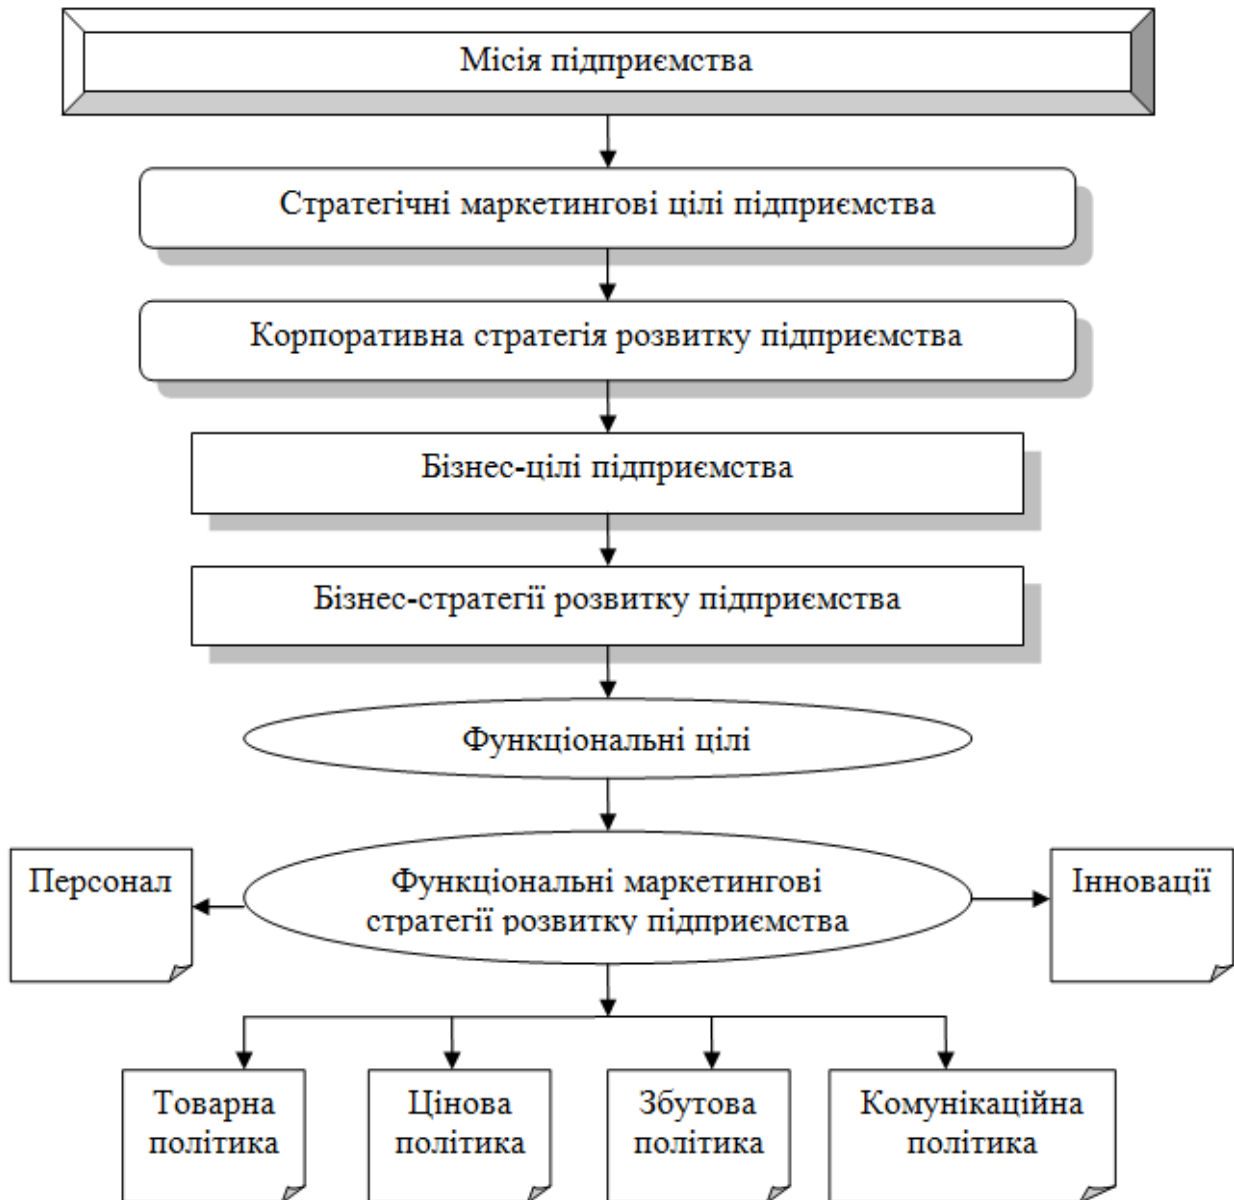 Місія підприємства
Стратегічні маркетингові цілі підприємства
Корпоративна стратегія розвитку підприємства
Бізнес-цілі підприємства
Бізнес-стратегії розвитку підприємства
Функціональні цілі
Персонал
Функціональні маркетингові
стратегії розвитку підприємства
Інновації
Товарна
політика
Цінова
політика
Збутова
політика
Комунікаційна
політика